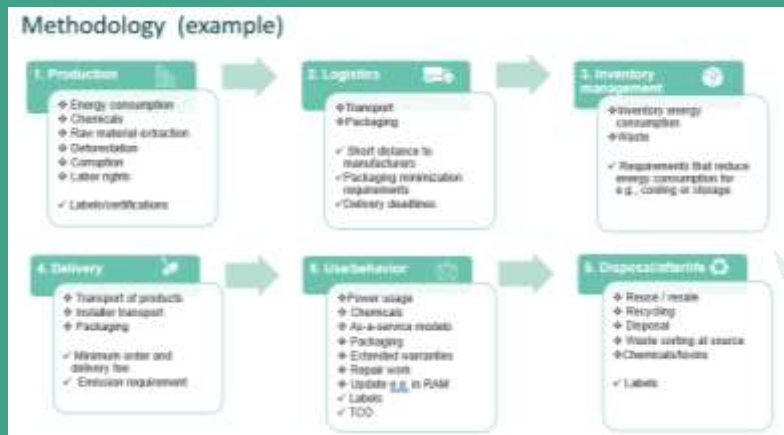 Methodology (example)
1. Production
❖ Energy consumption
❖ Chemicals
❖ Raw material extraction
❖ Deforestation
❖ Corruption
❖ Labor rights
✓ Labels/certifications
2. Logistics
❖Transport
❖Packaging
✓ Short distance to
manufacturers
✓Packaging minimization
requirements
✓Delivery deadlines
3. Inventory
management
❖Inventory energy
consumption
❖Waste
✓ Requirements that reduce
energy consumption for
e.g., cooling or storage
4. Delivery
❖ Transport of products
❖ Installer transport
❖ Packaging
✓Minimum order and
delivery fee
✓ Emission requirement
5. Use/behavior
❖Power usage
❖ Chemicals
❖ As-a-service models
❖ Packaging
❖ Extended warranties
❖ Repair work
❖ Update e.g. in RAM
✓ Labels
✓ TCO
6. Disposal/afterlife
❖ Reuse / resale
❖ Recycling
❖ Disposal
❖ Waste sorting at source
❖Chemicals/toxins
✓ Labels